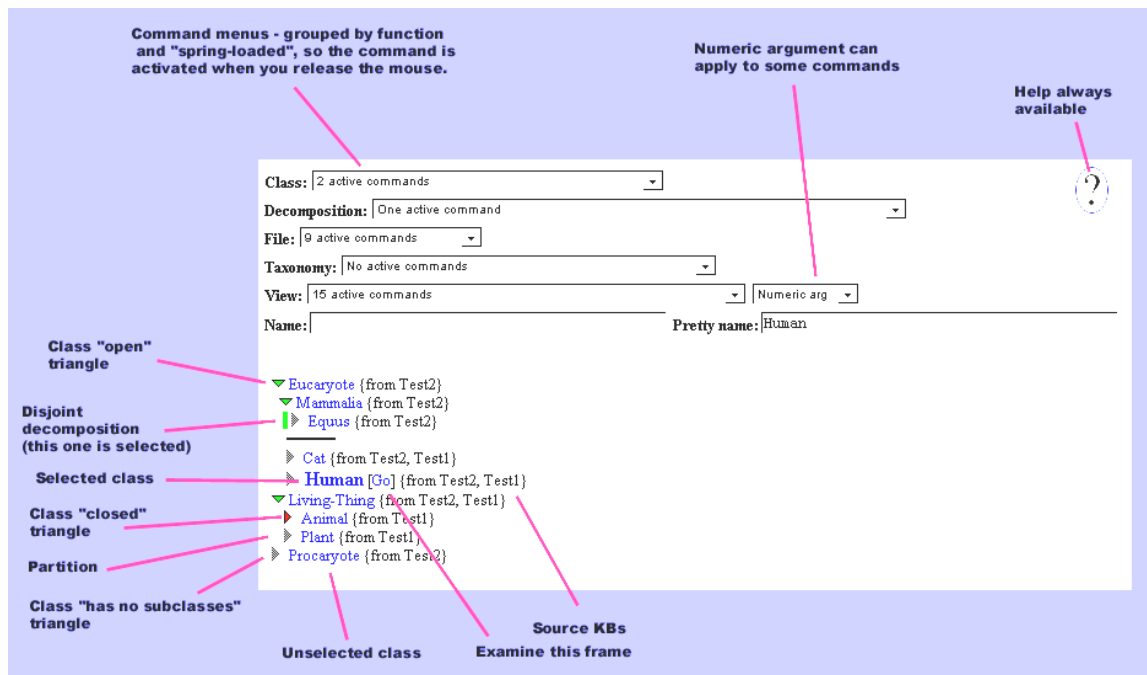 Command menus - grouped by function
and "spring-loaded", so the command is
activated when you release the mouse.
Numeric argument can
apply to some commands
Help always
available
Class: 2 active commands
?
Decomposition: One active command
File: 9 active commands
Taxonomy: No active commands
View: 15 active commands Numeric arg
Name: Pretty name: Human
Class "open"
triangle
Eucaryote {from Test2}
Mammalia {from Test2}
Disjoint
decomposition
(this one is selected)
Equus {from Test2}
Cat {from Test2, Test1}
Selected class
Human [Go] {from Test2, Test1}
Living-Thing {from Test2, Test1}
Class "closed"
triangle
Animal {from Test1}
Plant {from Test1}
Partition
Procaryote {from Test2}
Class "has no subclasses"
triangle
Source KBs
Unselected class
Examine this frame